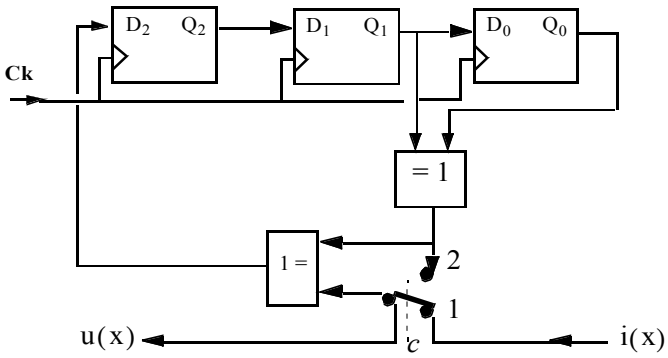 D2 Q2
D1 Q1
D0 Q0
Ck
= 1
1 =
2
1
u(x)
c
i(x)